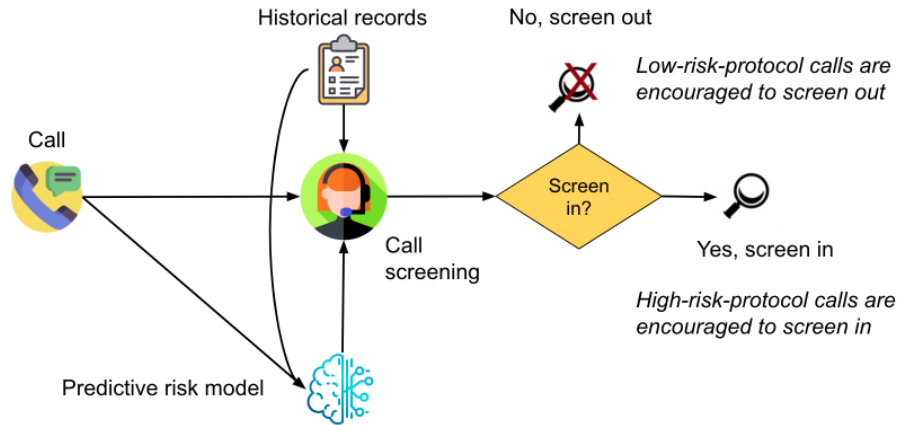 Historical records
No, screen out
Low-risk-protocol calls are
encouraged to screen out
Call
Screen
in?
Call
screening
Yes, screen in
High-risk-protocol calls are
encouraged to screen in
Predictive risk model